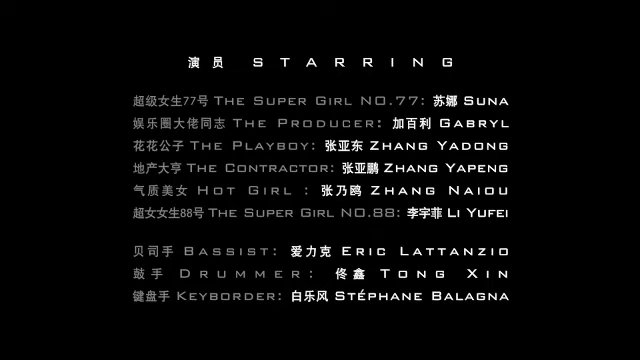 演员 STARRING
超级女生77号 The Super Girl NO.77: 苏娜 Suna
娱乐圈大佬同志 The Producer: 加百利 Gabryl
花花公子 The Playboy: 张亚东 Zhang Yadong
地产大亨 The Contractor: 张亚鹏 Zhang Yapeng
气质美女 Hot Girl : 张乃鸥 Zhang Naiou
超女女生88号 The Super Girl NO.88: 李宇菲 Li Yufei
贝司手 Bassist: 爱力克 Eric Lattanzio
鼓手 Drummer: 佟鑫 Tong Xin
键盘手 Keyborder: 白乐风 Stéphane Balagna